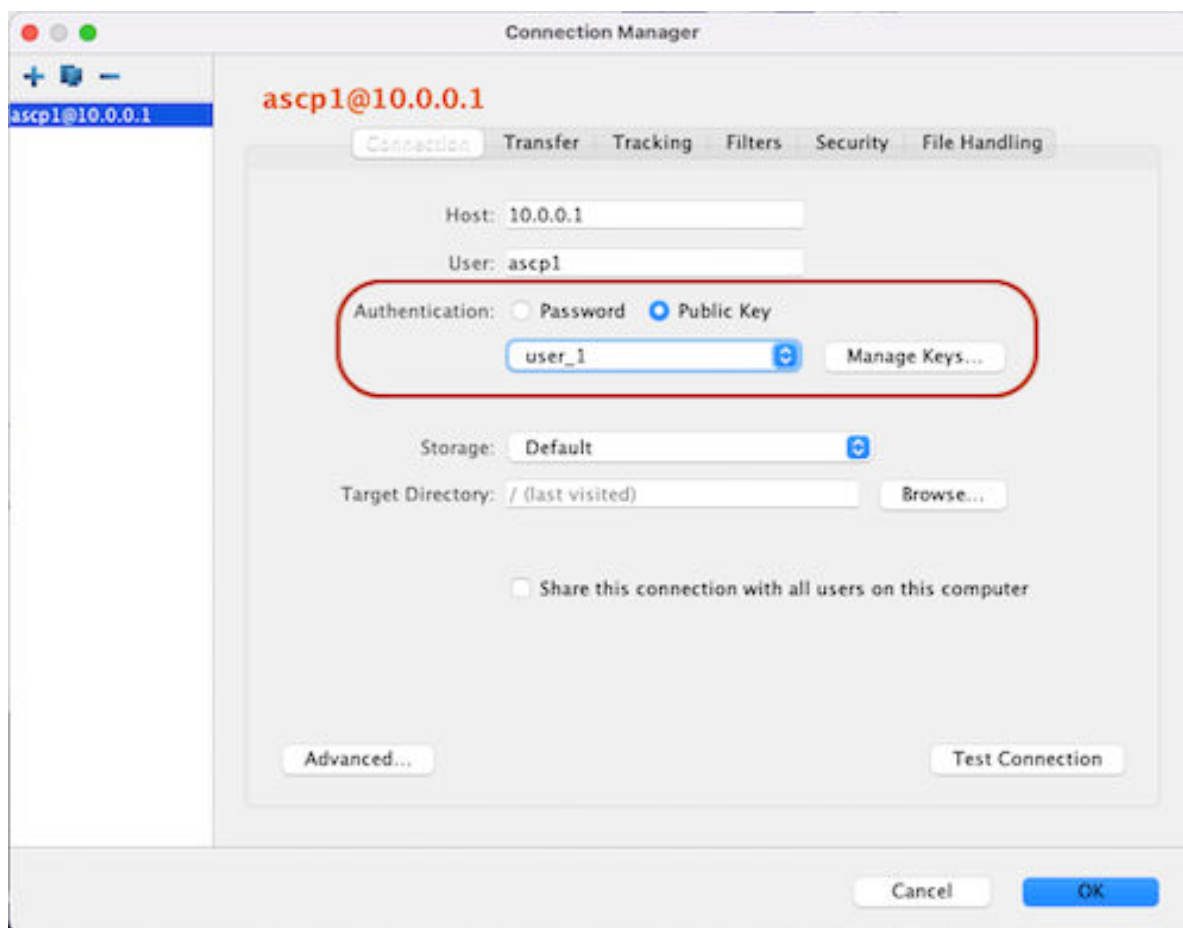 Connection Manager
ascp1@10.0.0.1
ascp1@10.0.0.1
Connection Transfer Tracking Filters Security File Handling
Host: 10.0.0.1
User: ascp1
Authentication: Password Public Key
user_1 Manage Keys...
Storage: Default
Target Directory: / (last visited) Browse...
Share this connection with all users on this computer
Advanced... Test Connection
Cancel OK